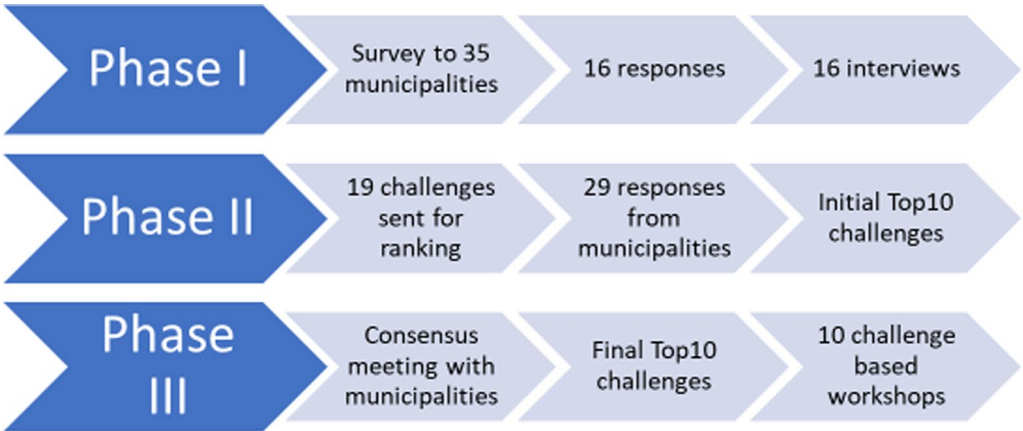 Phase I
Survey to 35
municipalities
16 responses
16 interviews
Phase II
19 challenges
sent for
ranking
29 responses
from
municipalities
Initial Top10
challenges
Phase
III
Consensus
meeting with
municipalities
Final Top10
challenges
10 challenge
based
workshops